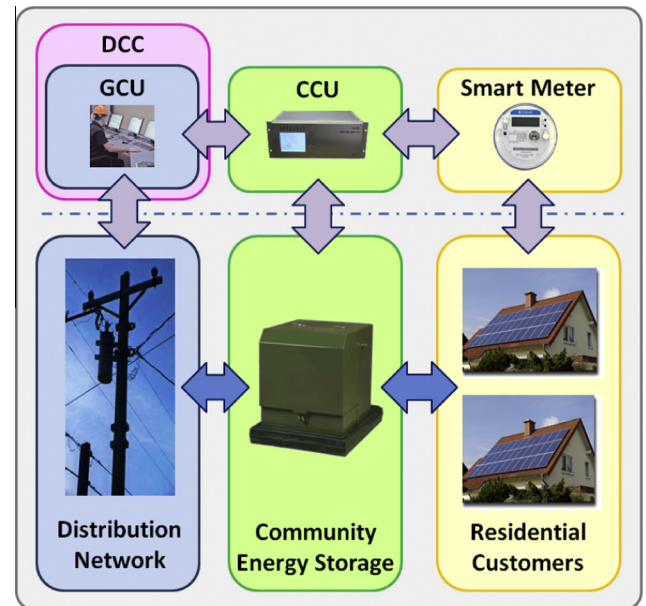 DCC
GCU
CCU
Smart Meter
Distribution
Network
Community
Energy Storage
Residential
Customers